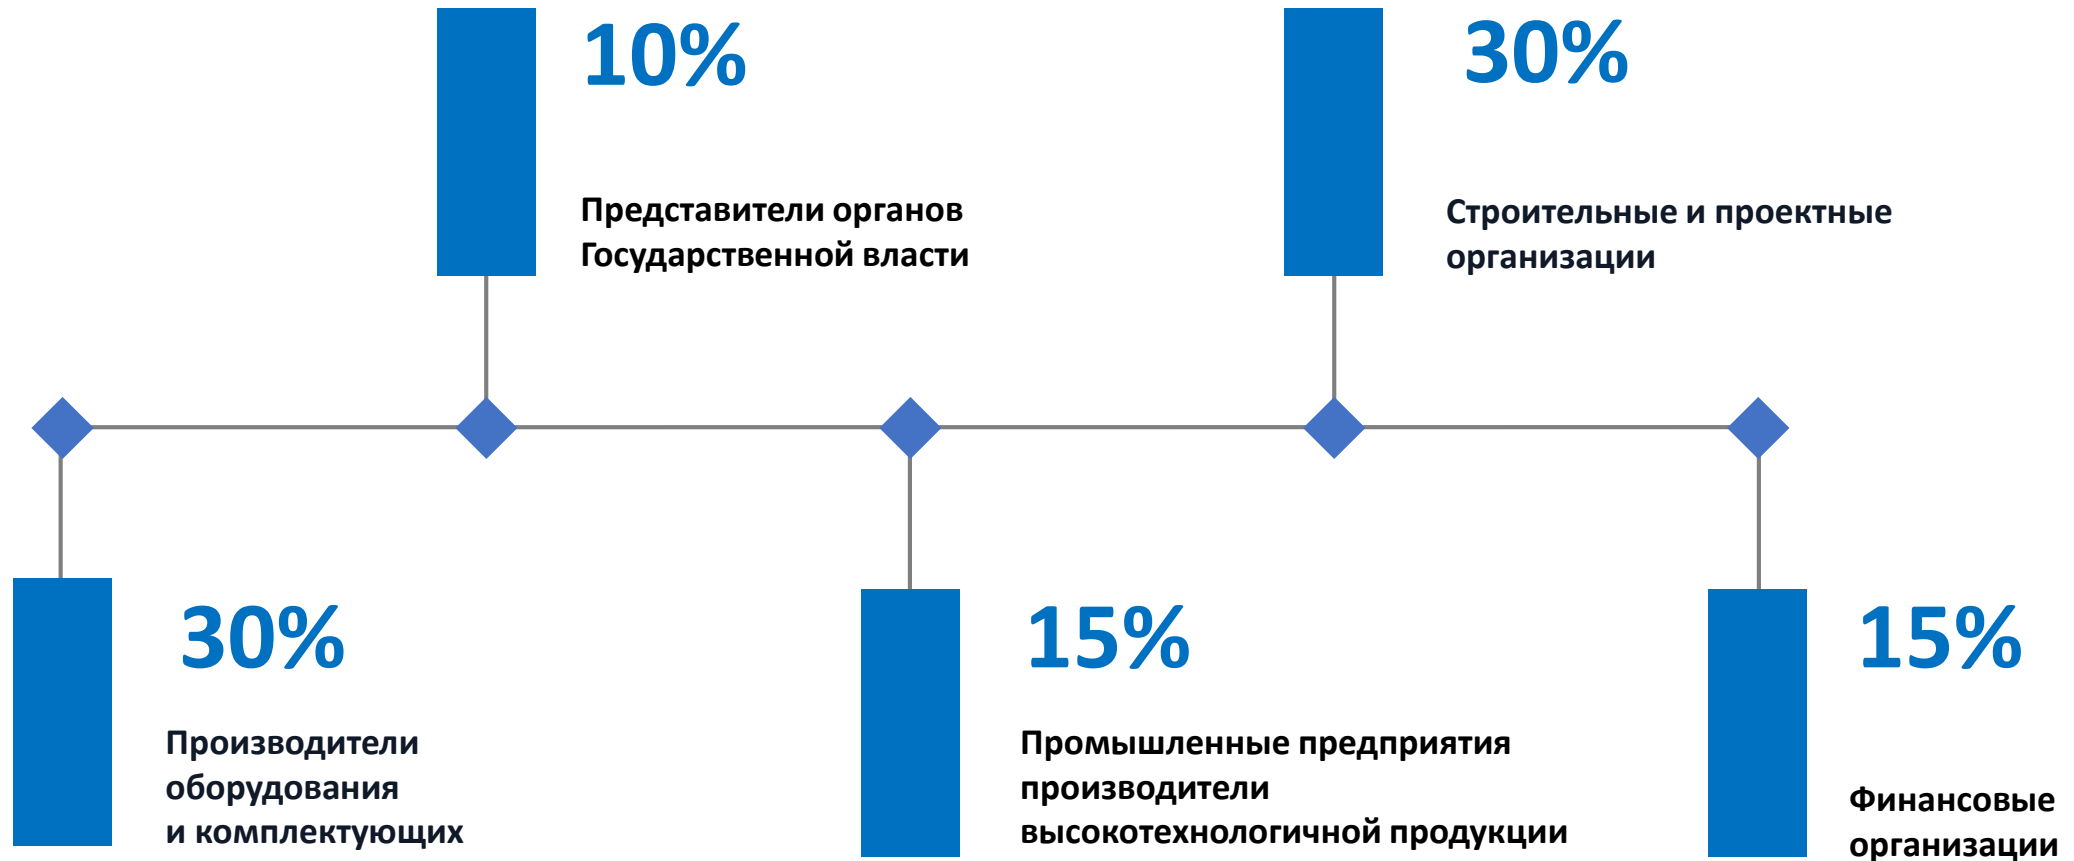 10%
Представители органов
Государственной власти
30%
Строительные и проектные
организации
30%
Производители
оборудования
и комплектующих
15%
Промышленные предприятия
производители
высокотехнологичной продукции
15%
Финансовые
организации